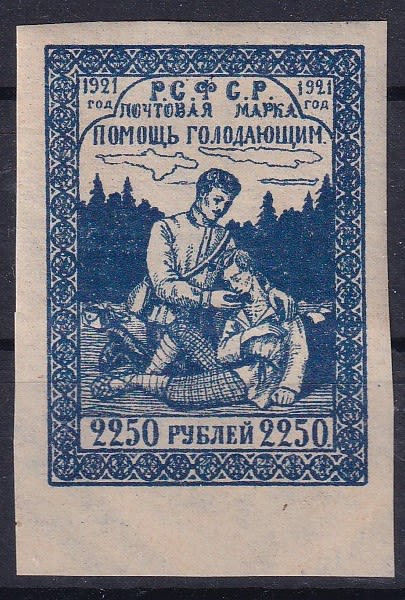 1921 Р.С.Ф.С.Р. 1921
ГОД ПОЧТОВАЯ МАРКА ГОД
ПОМОЩЬ ГОЛОДАЮЩИМ.
2250 РУБЛЕЙ 2250.